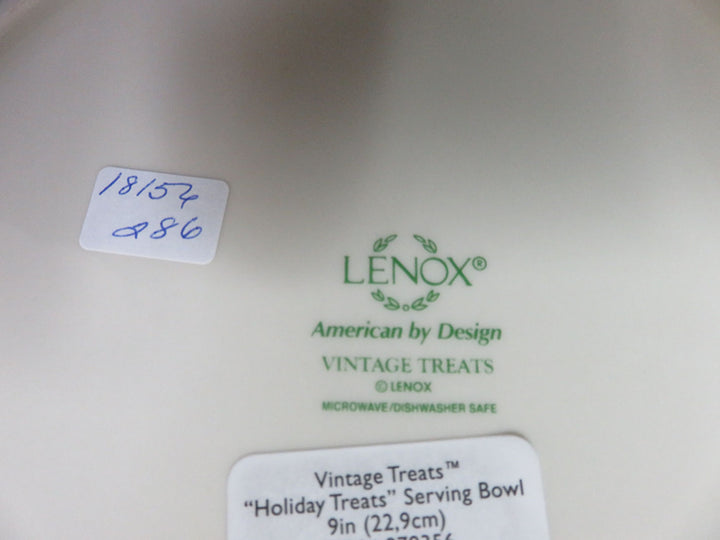 18154
286
LENOX®
American by Design
VINTAGE TREATS
© LENOX
MICROWAVE/DISHWASHER SAFE
Vintage Treats™
“Holiday Treats” Serving Bowl
9in (22,9cm)